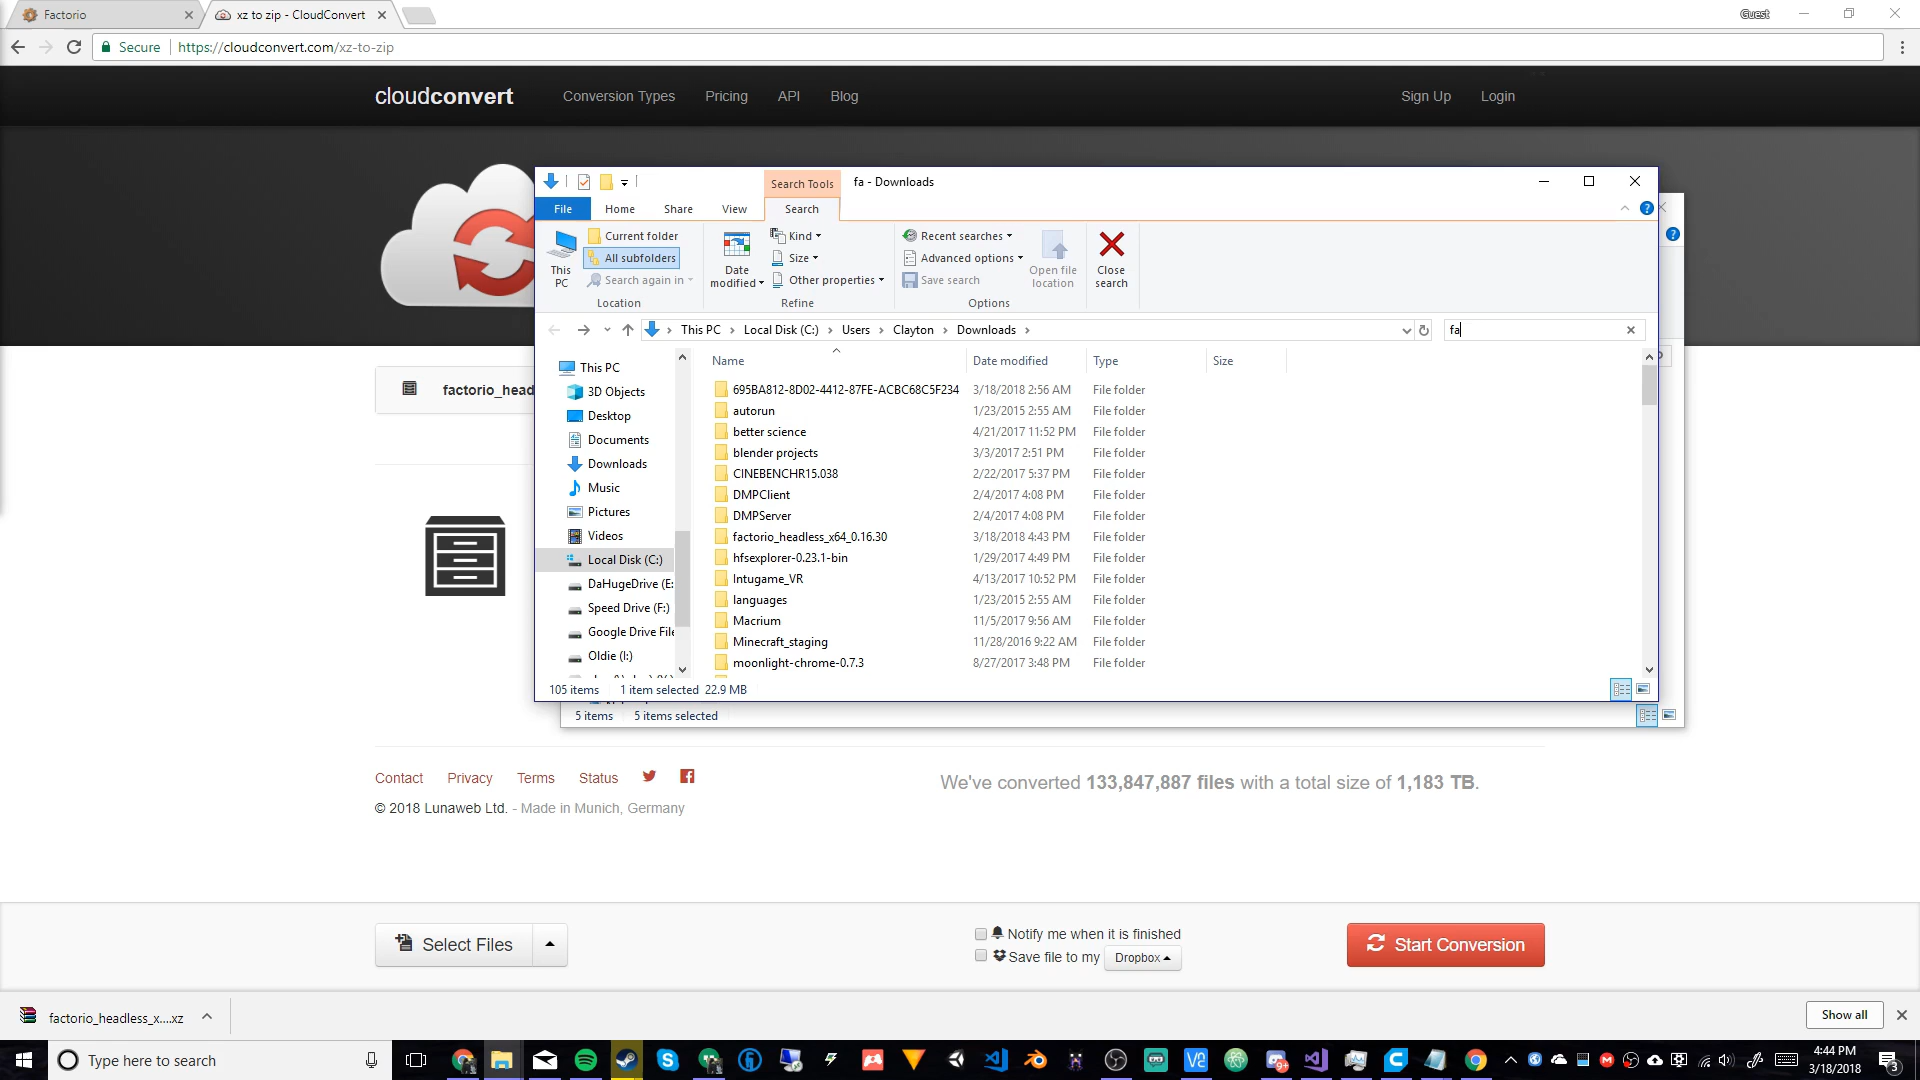 Factorio
xz to zip - CloudConvert
Guest
Secure https://cloudconvert.com/xz-to-zip
cloudconvert Conversion Types Pricing API Blog Sign Up Login
Search Tools fa - Downloads
File Home Share View Search
This PC
Current folder
All subfolders
Search again in
Location
Date modified
Kind
Size
Other properties
Refine
Recent searches
Advanced options
Save search
Open file location
Options
Close search
This PC Local Disk (C:) Users Clayton Downloads fa
This PC
3D Objects
Desktop
Documents
Downloads
Music
Pictures
Videos
Local Disk (C:)
DaHugeDrive (E:
Speed Drive (F:)
Google Drive File
Oldie (I:)
Name Date modified Type Size
695BA812-8D02-4412-87FE-ACBC68C5F234 3/18/2018 2:56 AM File folder
autorun 1/23/2015 2:55 AM File folder
better science 4/21/2017 11:52 PM File folder
blender projects 3/3/2017 2:51 PM File folder
CINEBENCHR15.038 2/22/2017 5:37 PM File folder
DMPClient 2/4/2017 4:08 PM File folder
DMPServer 2/4/2017 4:08 PM File folder
factorio_headless_x64_0.16.30 3/18/2018 4:43 PM File folder
hfsexplorer-0.23.1-bin 1/29/2017 4:49 PM File folder
Intugame_VR 4/13/2017 10:52 PM File folder
languages 1/23/2015 2:55 AM File folder
Macrium 11/5/2017 9:56 AM File folder
Minecraft_staging 11/28/2016 9:22 AM File folder
moonlight-chrome-0.7.3 8/27/2017 3:48 PM File folder
105 items 1 item selected 22.9 MB
5 items 5 items selected
factorio_head
Contact Privacy Terms Status
We've converted 133,847,887 files with a total size of 1,183 TB.
© 2018 Lunaweb Ltd. - Made in Munich, Germany
Select Files
Notify me when it is finished
Save file to my Dropbox
Start Conversion
factorio_headless_x....xz
Show all
Type here to search
4:44 PM
3/18/2018
3